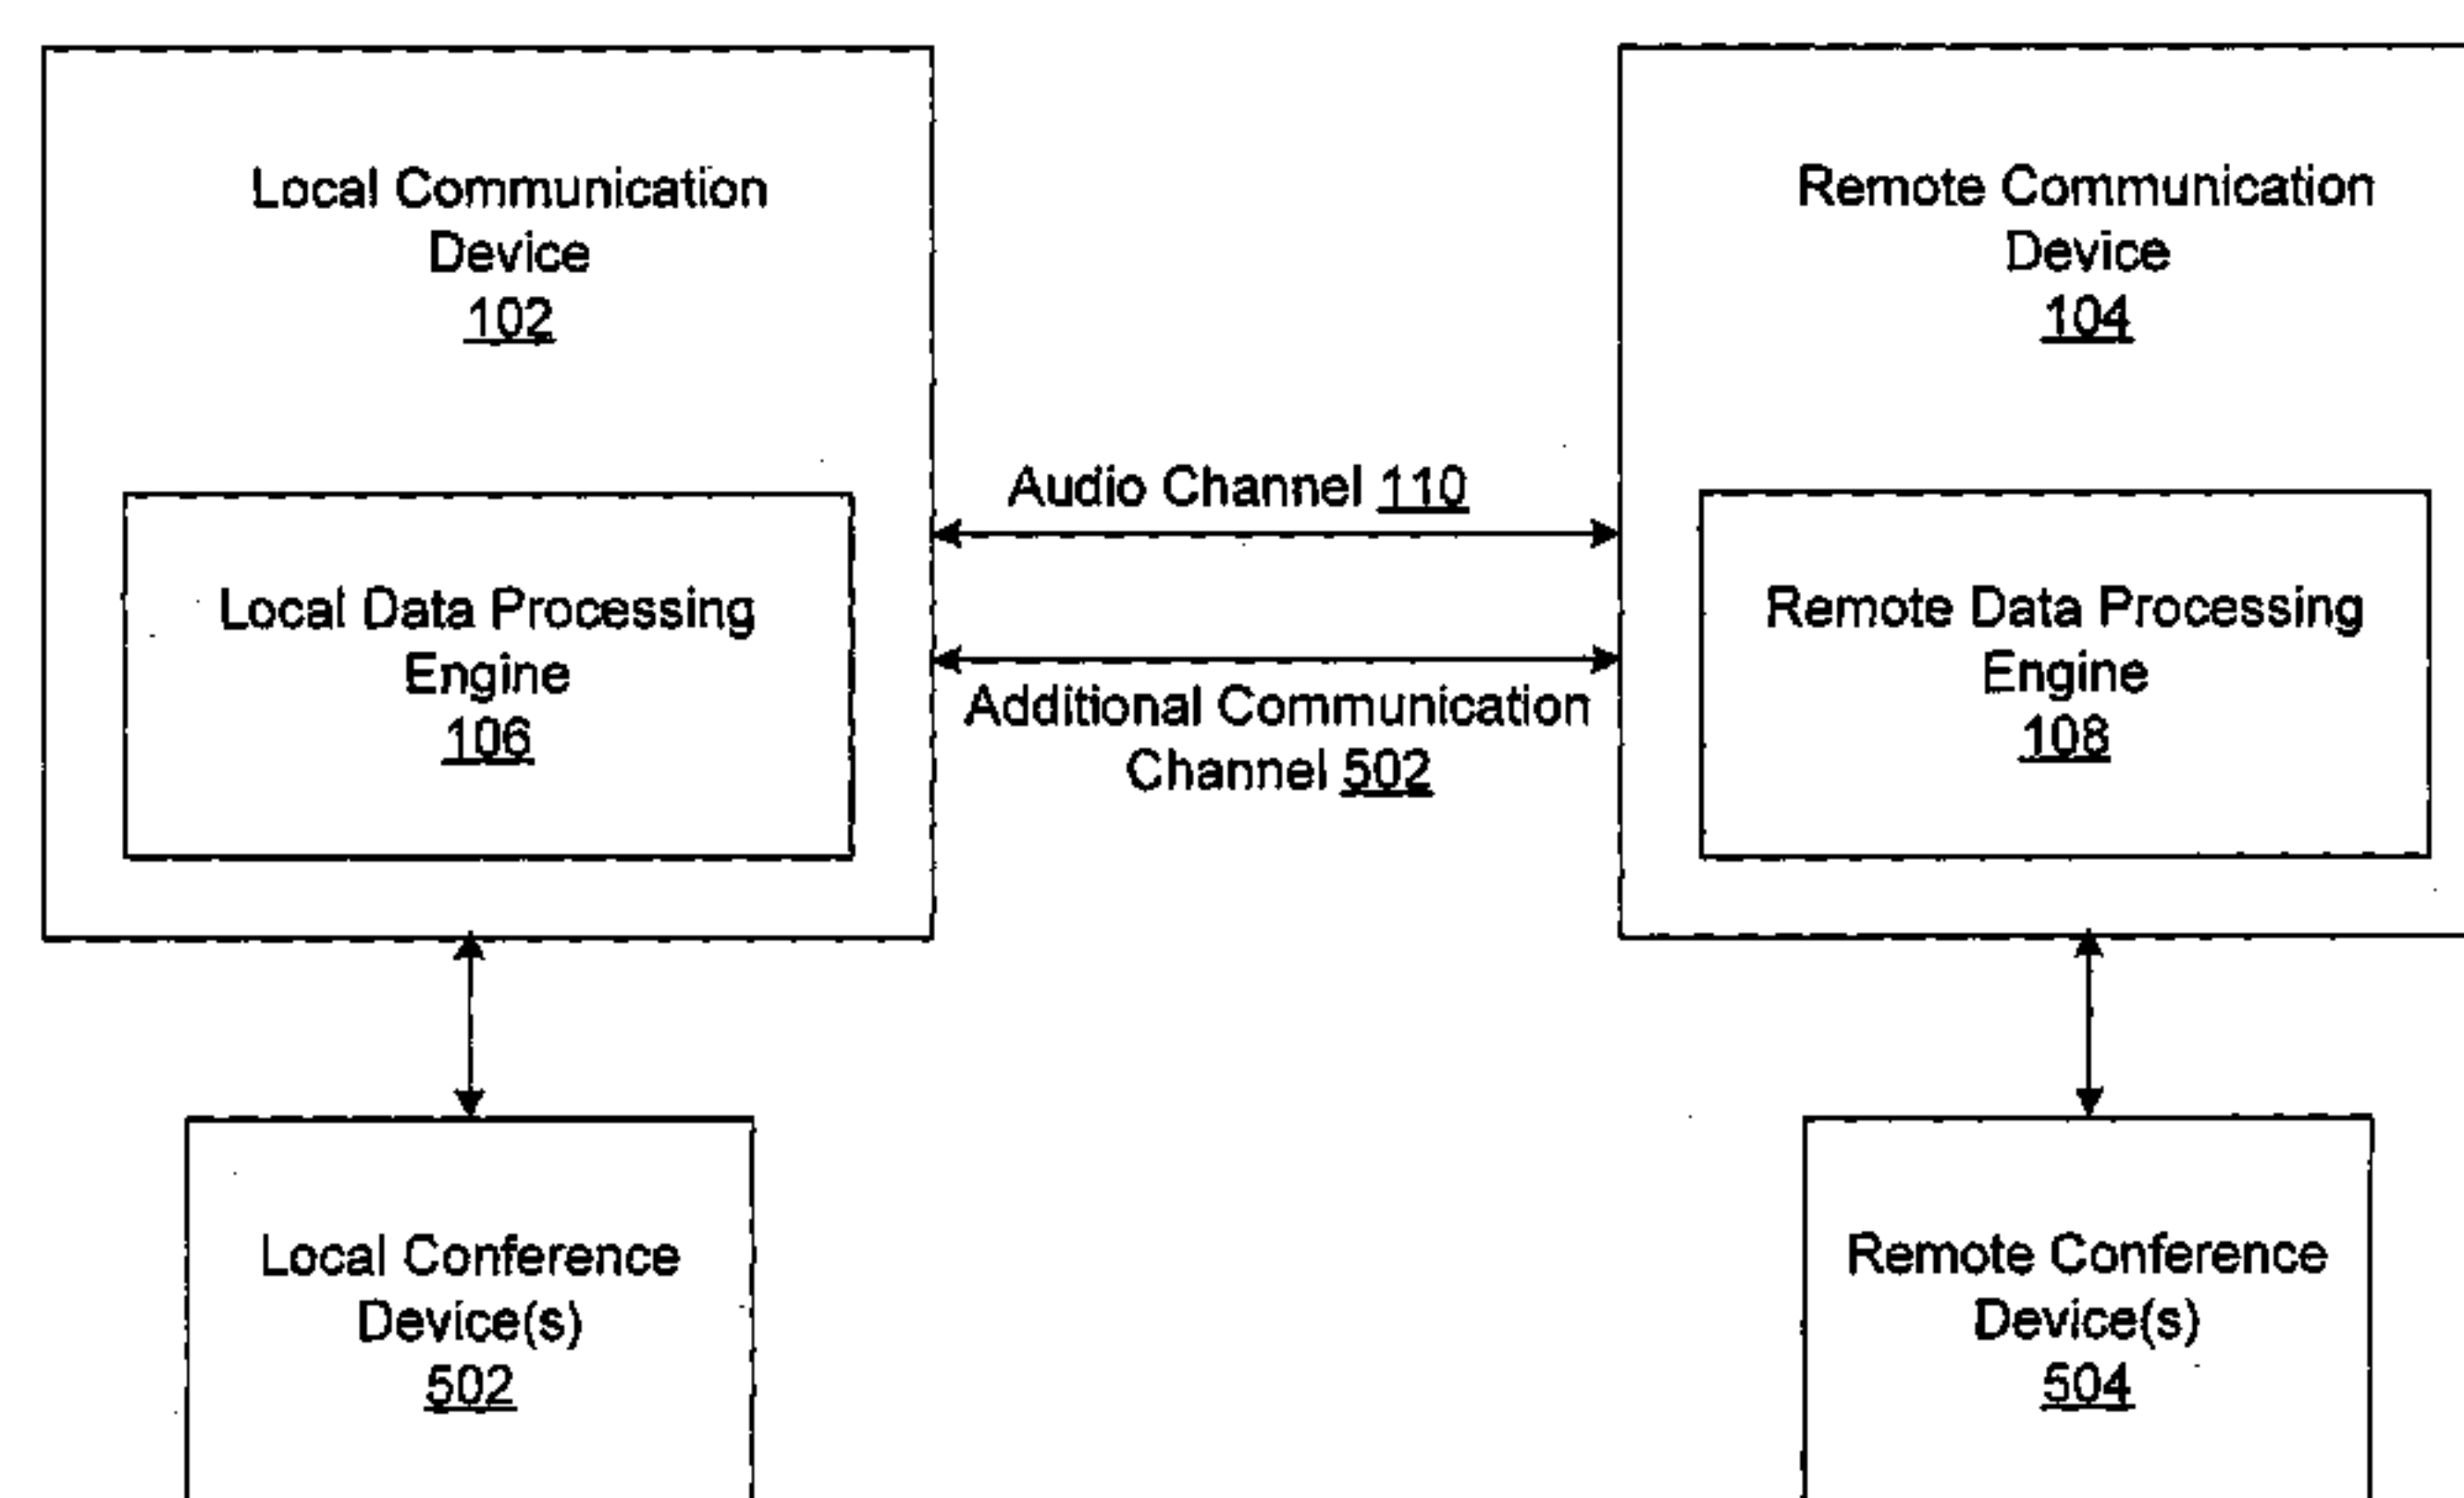 Local Communication
Device
102
Remote Communication
Device
104
Audio Channel 110
Local Data Processing
Engine
106
Additional Communication
Channel 502
Remote Data Processing
Engine
108
Local Conference
Device(s)
502
Remote Conference
Device(s)
504